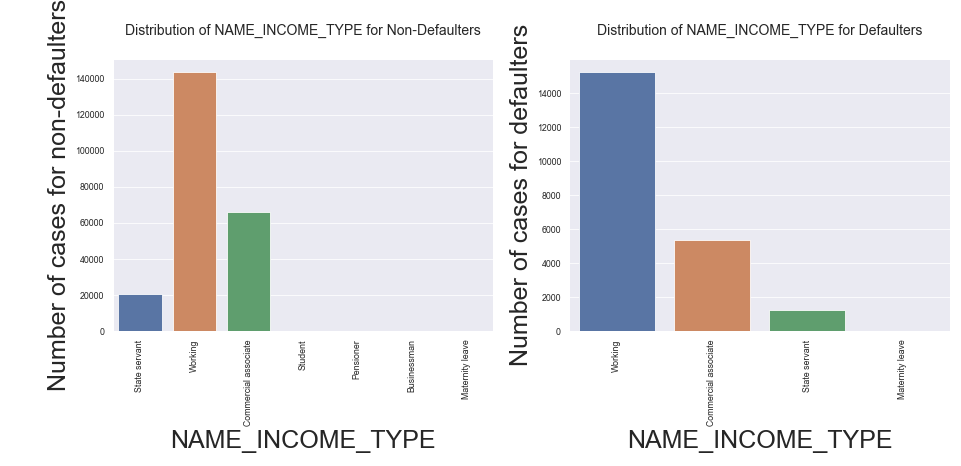 Distribution of NAME_INCOME_TYPE for Non-Defaulters
Number of cases for non-defaulters
140000
120000
100000
80000
60000
40000
20000
0
State servant
Working
Commercial associate
Student
Pensioner
Businessman
Maternity leave
NAME_INCOME_TYPE
Distribution of NAME_INCOME_TYPE for Defaulters
Number of cases for defaulters
14000
12000
10000
8000
6000
4000
2000
0
Working
Commercial associate
State servant
Maternity leave
NAME_INCOME_TYPE